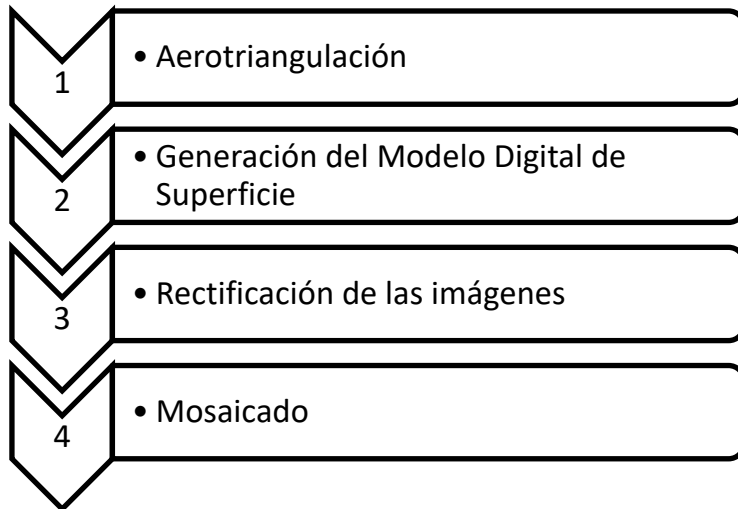 1
• Aerotriangulación
2
• Generación del Modelo Digital de
Superficie
3
• Rectificación de las imágenes
4
• Mosaicado